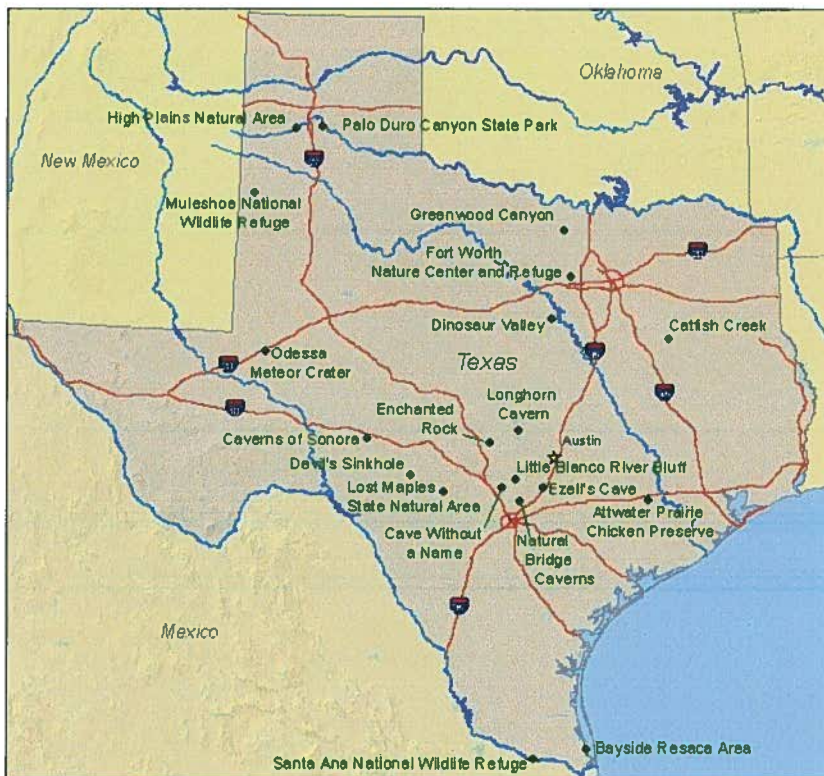 Oklahoma
High Plains Natural Area
Palo Duro Canyon State Park
New Mexico
Muleshoe National
Wildlife Refuge
Greenwood Canyon
Fort Worth
Nature Center and Refuge
Dinosaur Valley
Catfish Creek
Odessa
Meteor Crater
Texas
Longhorn
Cavern
Enchanted
Rock
Caverns of Sonora
Austin
Devil's Sinkhole
Little Blanco River Bluff
Lost Maples
State Natural Area
Ezell's Cave
Attwater Prairie
Chicken Preserve
Cave Without
a Name
Natural
Bridge
Caverns
Mexico
Bayside Resaca Area
Santa Ana National Wildlife Refuge